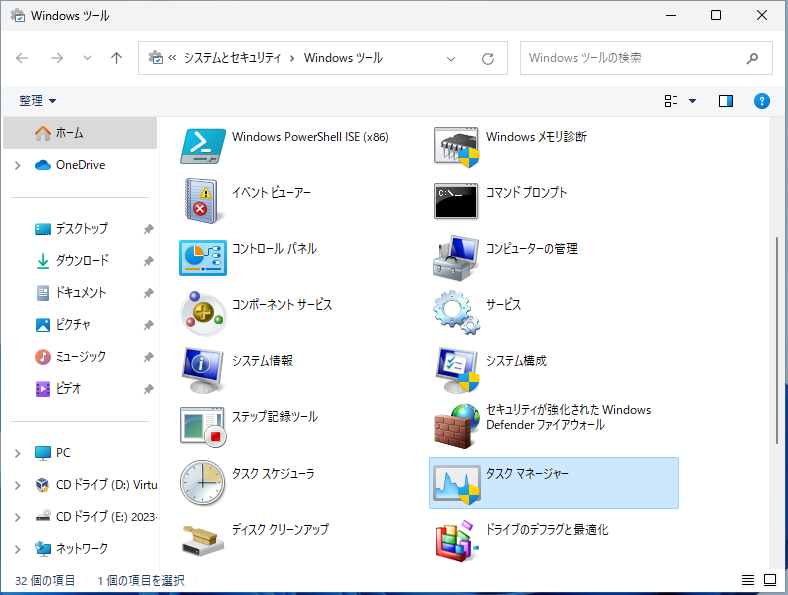 Windows ツール
« システムとセキュリティ › Windows ツール
Windows ツールの検索
整理
ホーム
OneDrive
デスクトップ
ダウンロード
ドキュメント
ピクチャ
ミュージック
ビデオ
PC
CD ドライブ (D:) Virtu
CD ドライブ (E:) 2023-
ネットワーク
Windows PowerShell ISE (x86)
Windows メモリ診断
イベント ビューアー
C:\_
コマンド プロンプト
コントロール パネル
コンピューターの管理
コンポーネント サービス
サービス
システム情報
システム構成
ステップ記録ツール
セキュリティが強化された Windows
Defender ファイアウォール
タスク スケジューラ
タスク マネージャー
ディスク クリーンアップ
ドライブのデフラグと最適化
32 個の項目
1 個の項目を選択